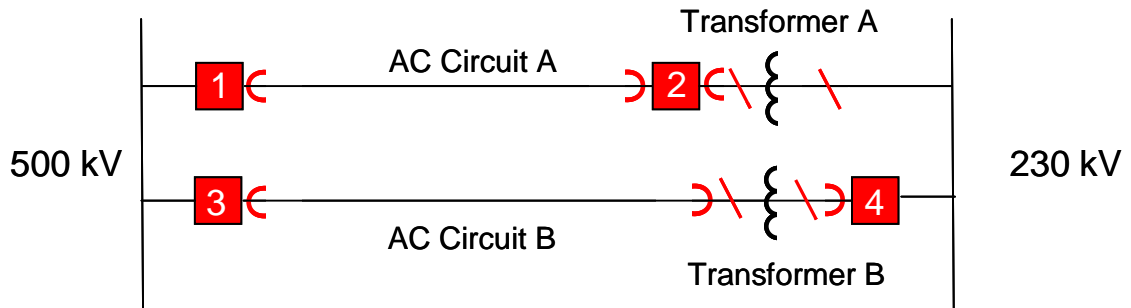 Transformer A
AC Circuit A
1
2
500 kV
230 kV
3
4
AC Circuit B
Transformer B